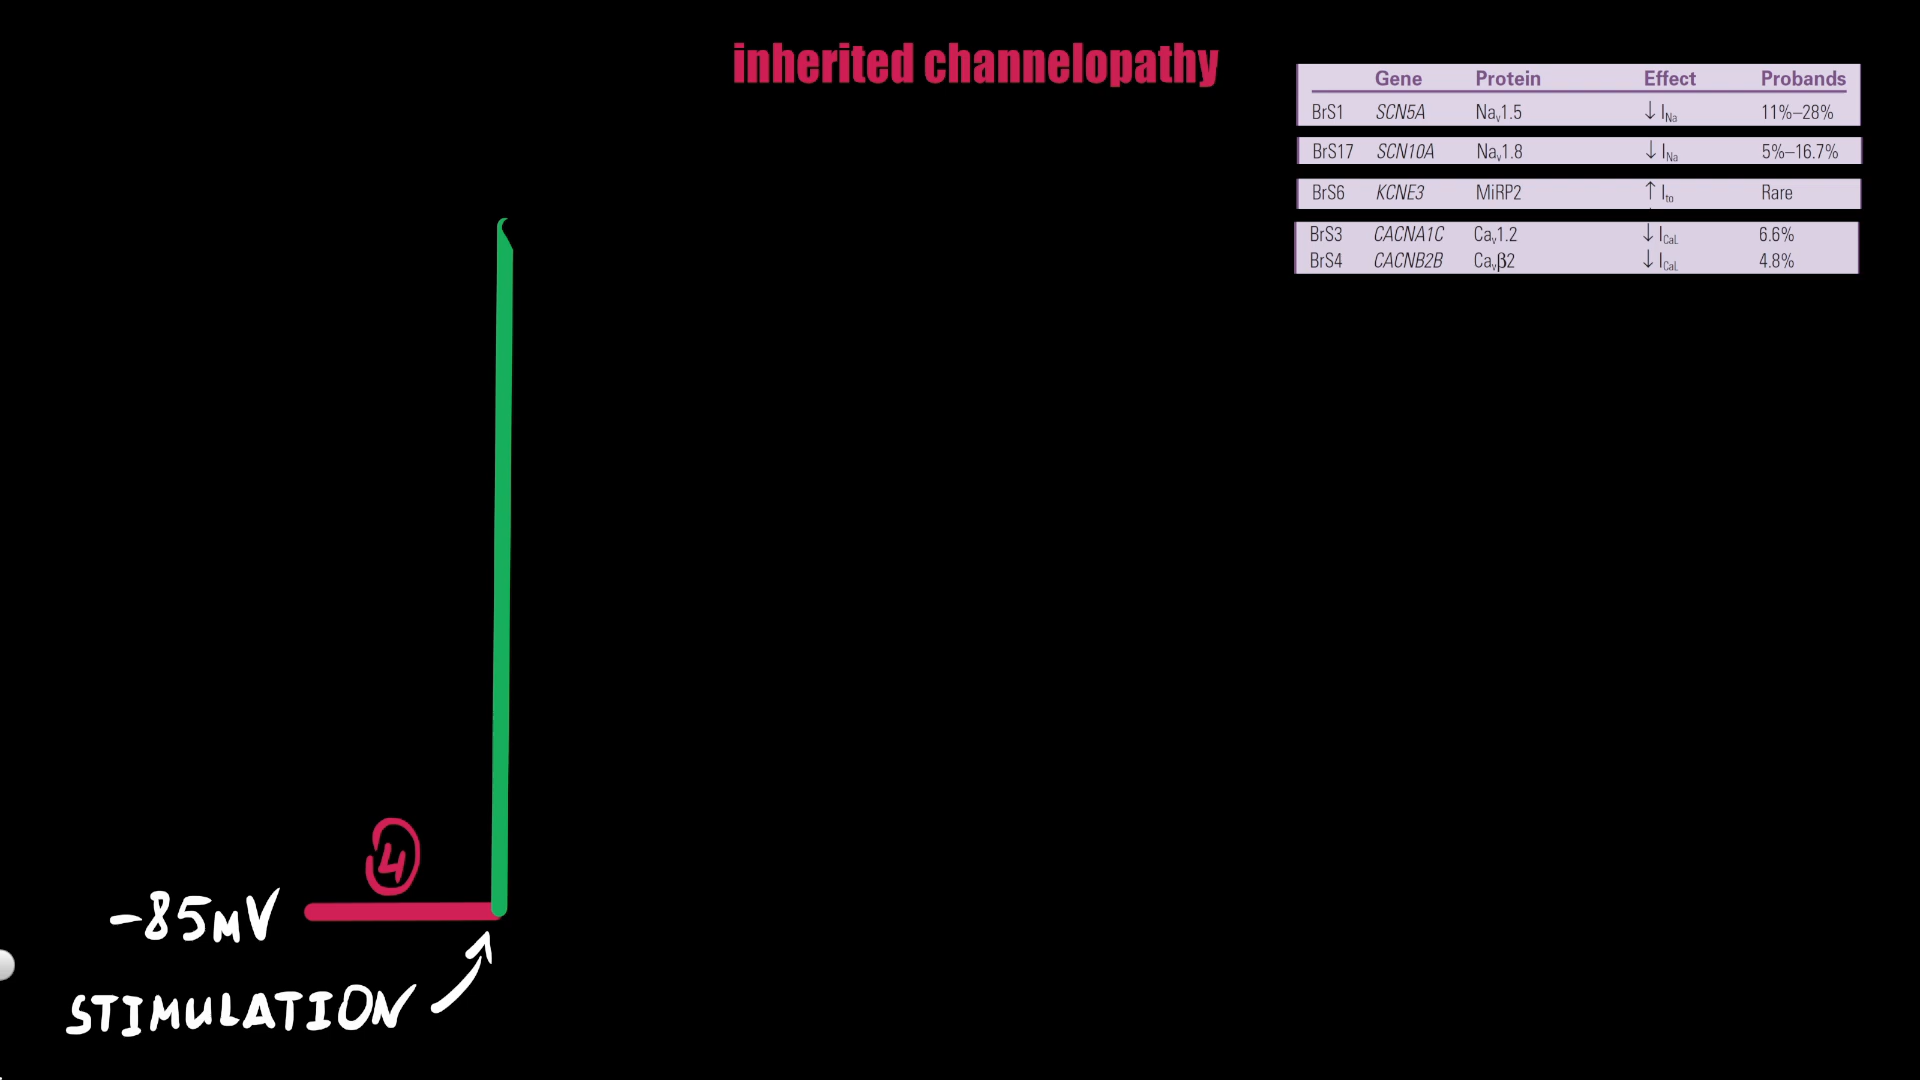 inherited channelopathy
Gene Protein Effect Probands
BrS1 SCN5A Nav1.5 ↓ INa 11%–28%
BrS17 SCN10A Nav1.8 ↓ INa 5%–16.7%
BrS6 KCNE3 MiRP2 ↑ Ito Rare
BrS3 CACNA1C Cav1.2 ↓ ICaL 6.6%
BrS4 CACNB2B Cavβ2 ↓ ICaL 4.8%
4
-85mV
STIMULATION